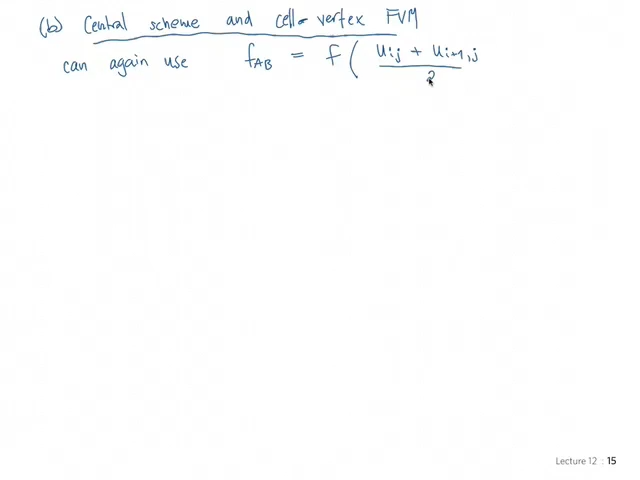 (b) Central scheme and cell-vertex FVM
can again use f_AB = f ( u_ij + u_i+1,j / 2
Lecture 12 : 15